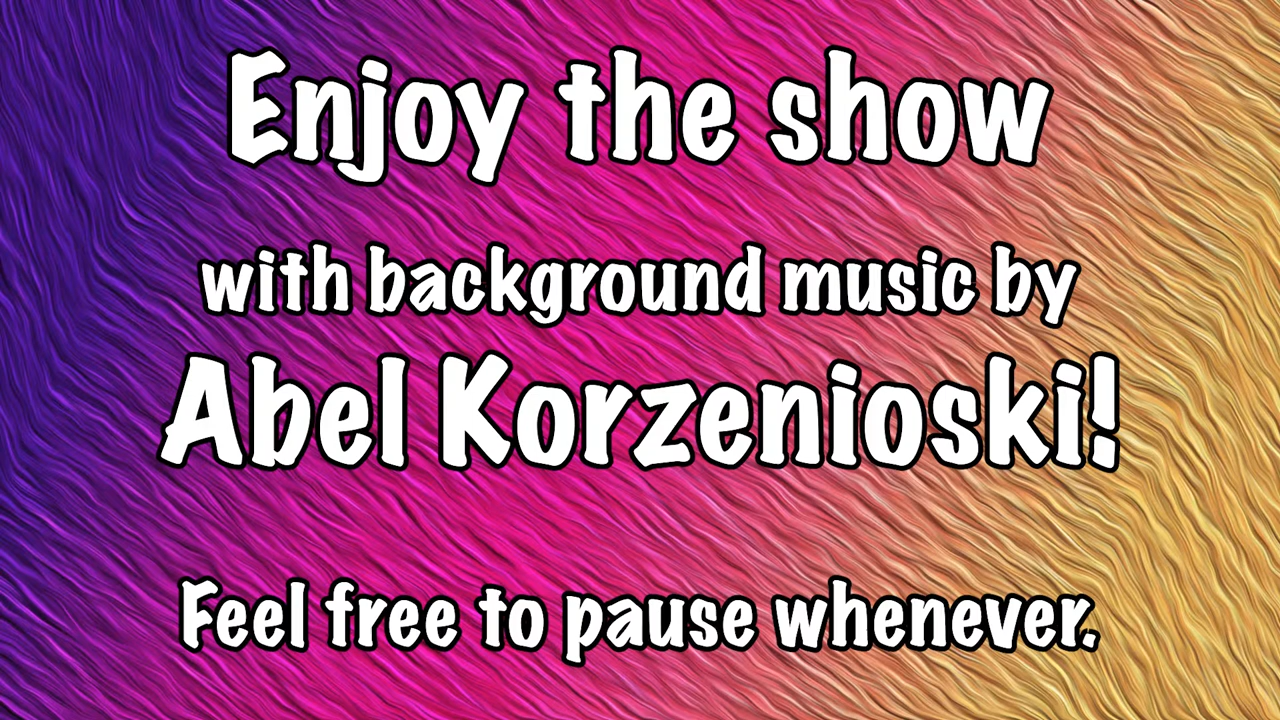 Enjoy the show
with background music by
Abel Korzenioski!
Feel free to pause whenever.